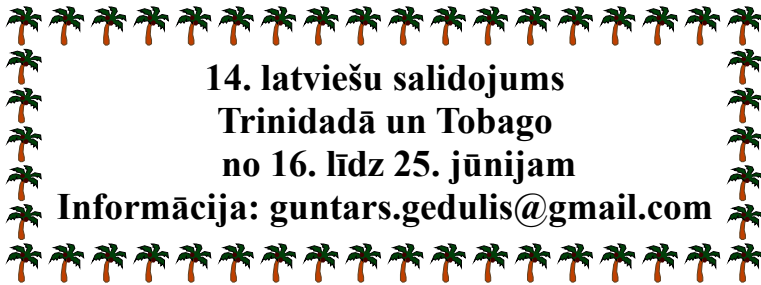 14. latviešu salidojums
Trinidadā un Tobago
no 16. līdz 25. jūnijam
Informācija: guntars.gedulis@gmail.com